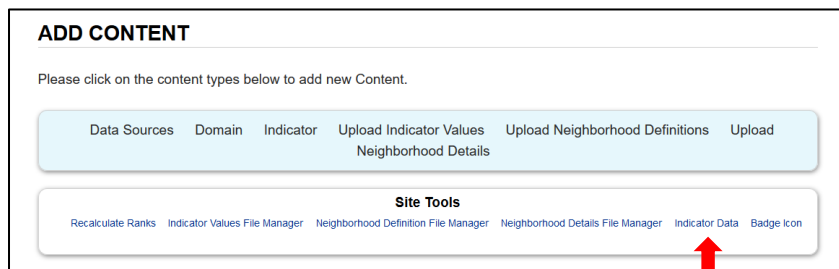 ADD CONTENT
Please click on the content types below to add new Content.
Data Sources Domain Indicator Upload Indicator Values Upload Neighborhood Definitions Upload
Neighborhood Details
Site Tools
Recalculate Ranks Indicator Values File Manager Neighborhood Definition File Manager Neighborhood Details File Manager Indicator Data Badge Icon